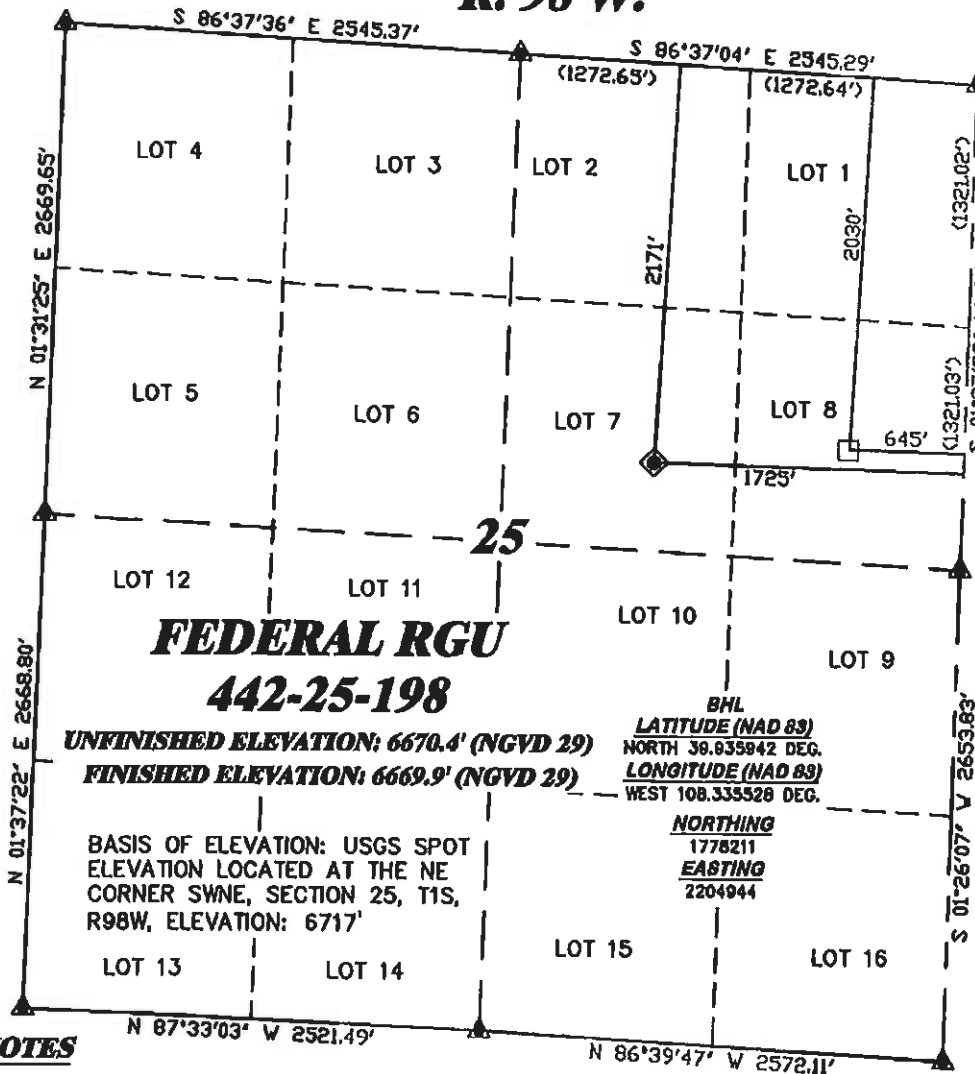 R. 98 W.
S 86°37'36" E 2545.37'
S 86°37'04" E 2545.29'
(1272.65')
(1272.64')
LOT 4
LOT 3
LOT 2
LOT 1
(1321.02')
N 01°31'25" E 2669.65'
2171'
2030'
LOT 5
LOT 6
LOT 7
LOT 8
(1321.03')
645'
1725'
25
LOT 12
LOT 11
LOT 10
LOT 9
FEDERAL RGU
442-25-198
UNFINISHED ELEVATION: 6670.4' (NGVD 29)
FINISHED ELEVATION: 6669.9' (NGVD 29)
BHL
LATITUDE (NAD 83)
NORTH 39.935942 DEG.
LONGITUDE (NAD 83)
WEST 108.335528 DEG.
NORTHING
1778211
EASTING
2204944
N 01°37'22" E 2668.80'
S 01°26'07" W 2653.83'
BASIS OF ELEVATION: USGS SPOT
ELEVATION LOCATED AT THE NE
CORNER SWNE, SECTION 25, T1S,
R98W, ELEVATION: 6717'
LOT 13
LOT 14
LOT 15
LOT 16
N 87°33'03" W 2521.49'
N 86°39'47" W 2572.11'
OTES